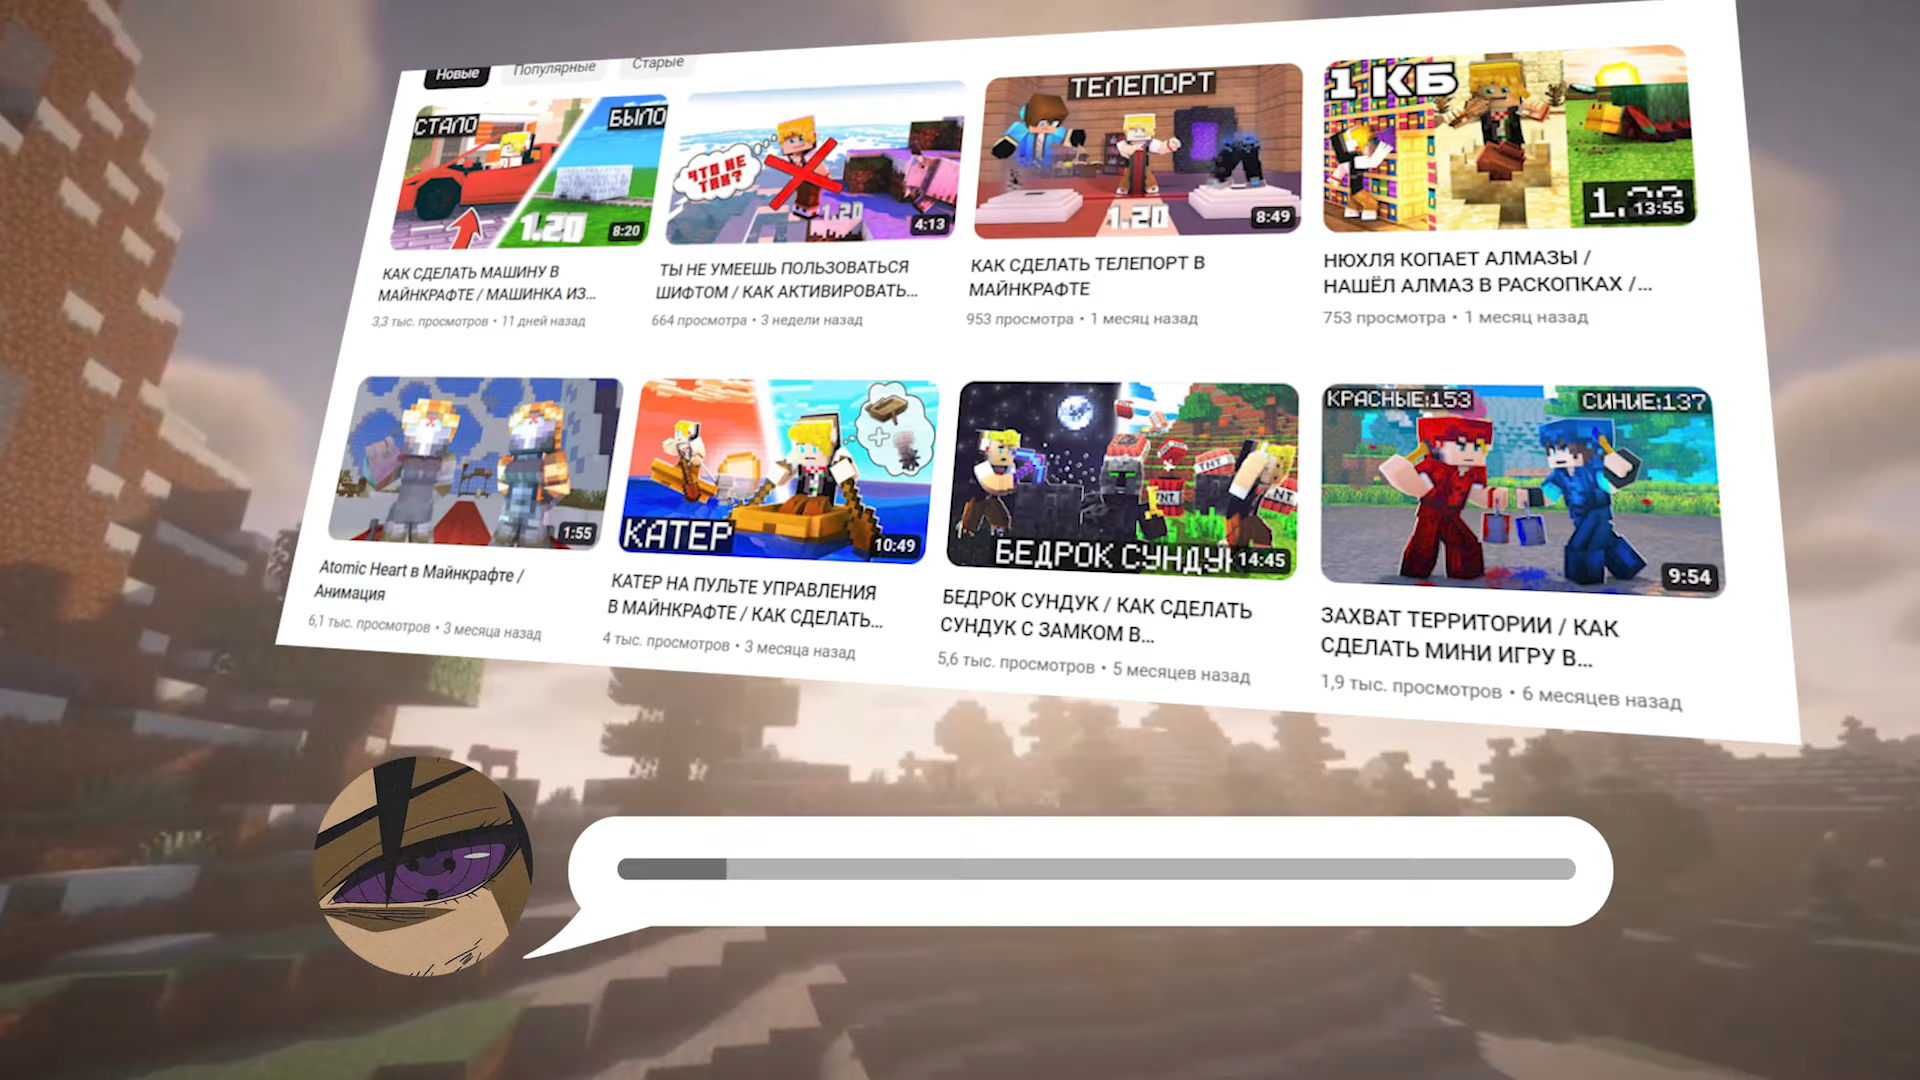 Новые
Популярные
Старые
СТАЛО
БЫЛО
1.20
8:20
ЧТО НЕ
ТАК?
1.20
4:13
ТЕЛЕПОРТ
1.20
8:49
1 КБ
13:55
КАК СДЕЛАТЬ МАШИНУ В
МАЙНКРАФТЕ / МАШИНКА ИЗ...
3,3 тыс. просмотров • 11 дней назад
ТЫ НЕ УМЕЕШЬ ПОЛЬЗОВАТЬСЯ
ШИФТОМ / КАК АКТИВИРОВАТЬ...
664 просмотра • 3 недели назад
КАК СДЕЛАТЬ ТЕЛЕПОРТ В
МАЙНКРАФТЕ
953 просмотра • 1 месяц назад
НЮХЛЯ КОПАЕТ АЛМАЗЫ /
НАШЁЛ АЛМАЗ В РАСКОПКАХ /...
753 просмотра • 1 месяц назад
1:55
КАТЕР
10:49
TNT
БЕДРОК СУНДУК
14:45
КРАСНЫЕ:153
СИНИЕ:137
9:54
Atomic Heart в Майнкрафте /
Анимация
6,1 тыс. просмотров • 3 месяца назад
КАТЕР НА ПУЛЬТЕ УПРАВЛЕНИЯ
В МАЙНКРАФТЕ / КАК СДЕЛАТЬ...
4 тыс. просмотров • 3 месяца назад
БЕДРОК СУНДУК / КАК СДЕЛАТЬ
СУНДУК С ЗАМКОМ В...
5,6 тыс. просмотров • 5 месяцев назад
ЗАХВАТ ТЕРРИТОРИИ / КАК
СДЕЛАТЬ МИНИ ИГРУ В...
1,9 тыс. просмотров • 6 месяцев назад